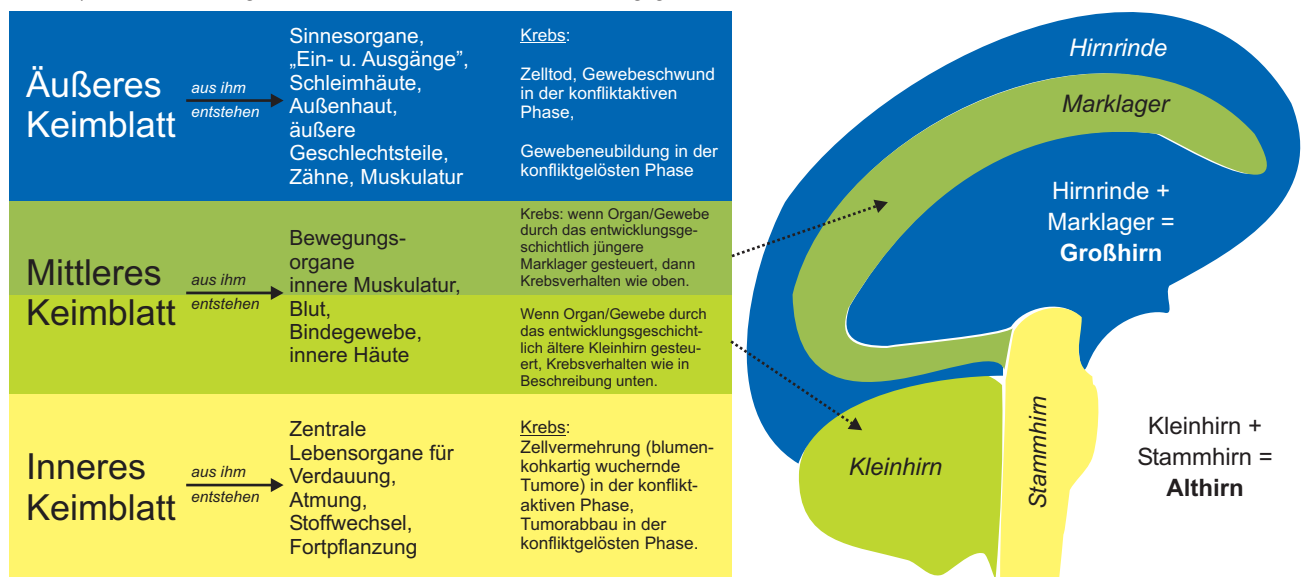 Äußeres
Keimblatt
aus ihm
entstehen
Sinnesorgane,
„Ein- u. Ausgänge”,
Schleimhäute,
Außenhaut,
äußere
Geschlechtsteile,
Zähne, Muskulatur
Krebs:
Zelltod, Gewebeschwund
in der konfliktaktiven
Phase,
Gewebeneubildung in der
konfliktgelösten Phase
Mittleres
Keimblatt
aus ihm
entstehen
Bewegungs-
organe
innere Muskulatur,
Blut,
Bindegewebe,
innere Häute
Krebs: wenn Organ/Gewebe
durch das entwicklungsge-
schichtlich jüngere
Marklager gesteuert, dann
Krebsverhalten wie oben.
Wenn Organ/Gewebe durch
das entwicklungsgeschicht-
lich ältere Kleinhirn gesteu-
ert, Krebsverhalten wie in
Beschreibung unten.
Inneres
Keimblatt
aus ihm
entstehen
Zentrale
Lebensorgane für
Verdauung,
Atmung,
Stoffwechsel,
Fortpflanzung
Krebs:
Zellvermehrung (blumen-
kohkartig wuchernde
Tumore) in der konflikt-
aktiven Phase,
Tumorabbau in der
konfliktgelösten Phase.
Hirnrinde
Marklager
Hirnrinde +
Marklager =
Großhirn
Kleinhirn
Stammhirn
Kleinhirn +
Stammhirn =
Althirn